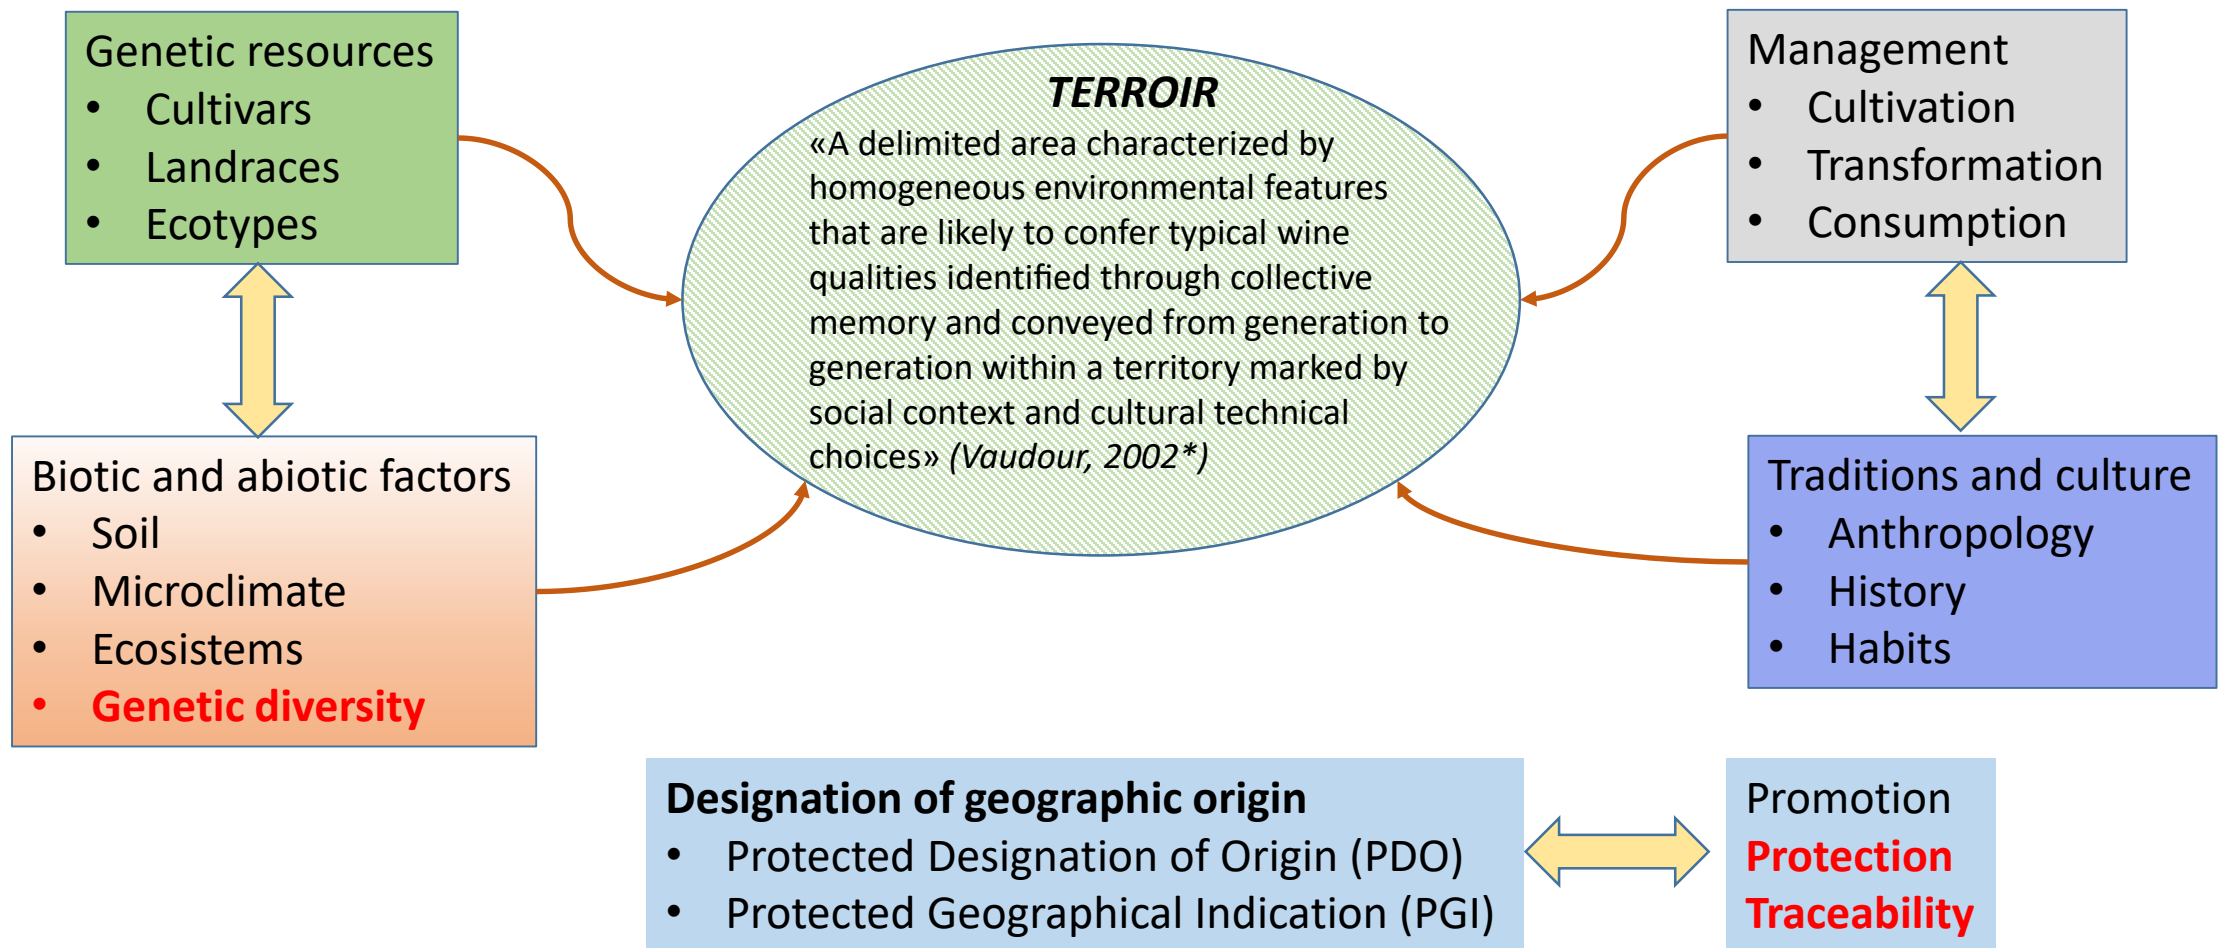 Genetic resources
• Cultivars
• Landraces
• Ecotypes
TERROIR
«A delimited area characterized by
homogeneous environmental features
that are likely to confer typical wine
qualities identified through collective
memory and conveyed from generation to
generation within a territory marked by
social context and cultural technical
choices» (Vaudour, 2002*)
Management
• Cultivation
• Transformation
• Consumption
Biotic and abiotic factors
• Soil
• Microclimate
• Ecosistems
• Genetic diversity
Traditions and culture
• Anthropology
• History
• Habits
Designation of geographic origin
• Protected Designation of Origin (PDO)
• Protected Geographical Indication (PGI)
Promotion
Protection
Traceability